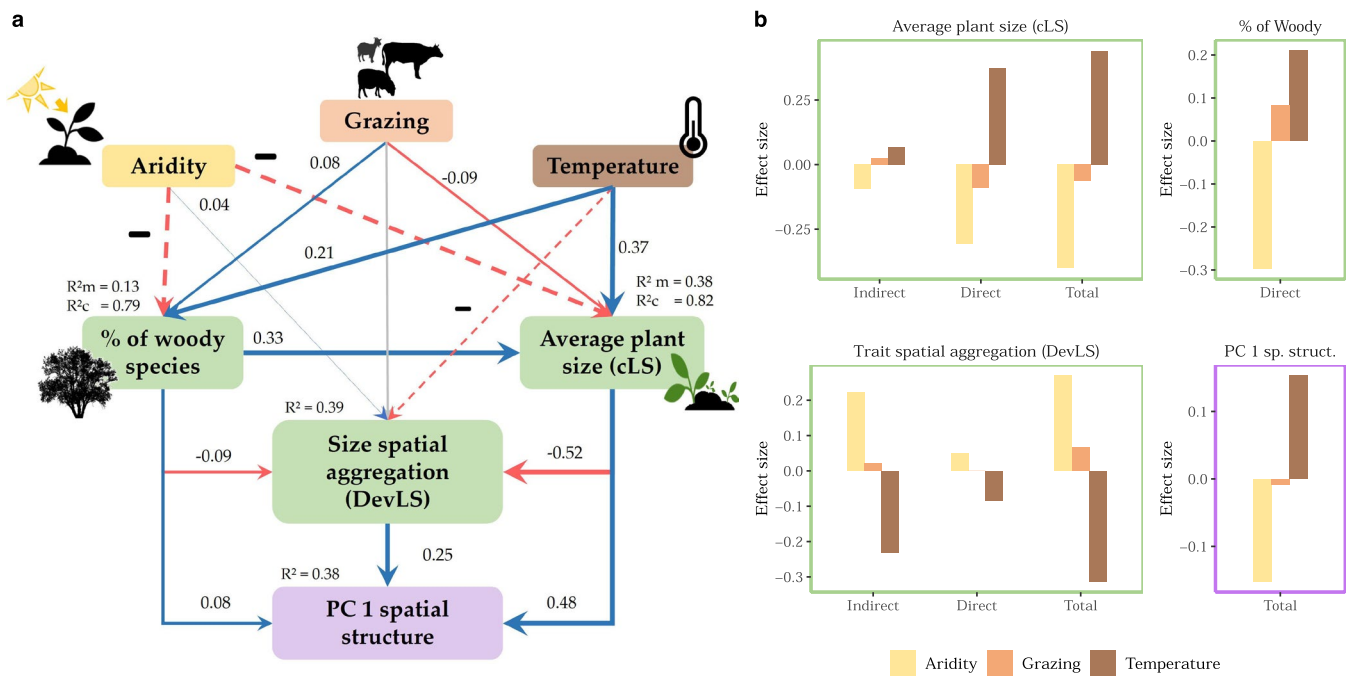 a
Grazing
Aridity
Temperature
0.08
-0.09
0.04
0.21
0.37
R²m = 0.13
R²c = 0.79
R² m = 0.38
R²c = 0.82
% of woody
species
0.33
Average plant
size (cLS)
R² = 0.39
Size spatial
aggregation
(DevLS)
-0.09
-0.52
0.25
R² = 0.38
PC 1 spatial
structure
0.08
0.48
b
Average plant size (cLS)
Effect size
0.25
0.00
−0.25
Indirect Direct Total
% of Woody
0.2
0.1
0.0
−0.1
−0.2
−0.3
Direct
Trait spatial aggregation (DevLS)
Effect size
0.2
0.1
0.0
−0.1
−0.2
−0.3
Indirect Direct Total
PC 1 sp. struct.
Effect size
0.1
0.0
−0.1
Total
Aridity Grazing Temperature